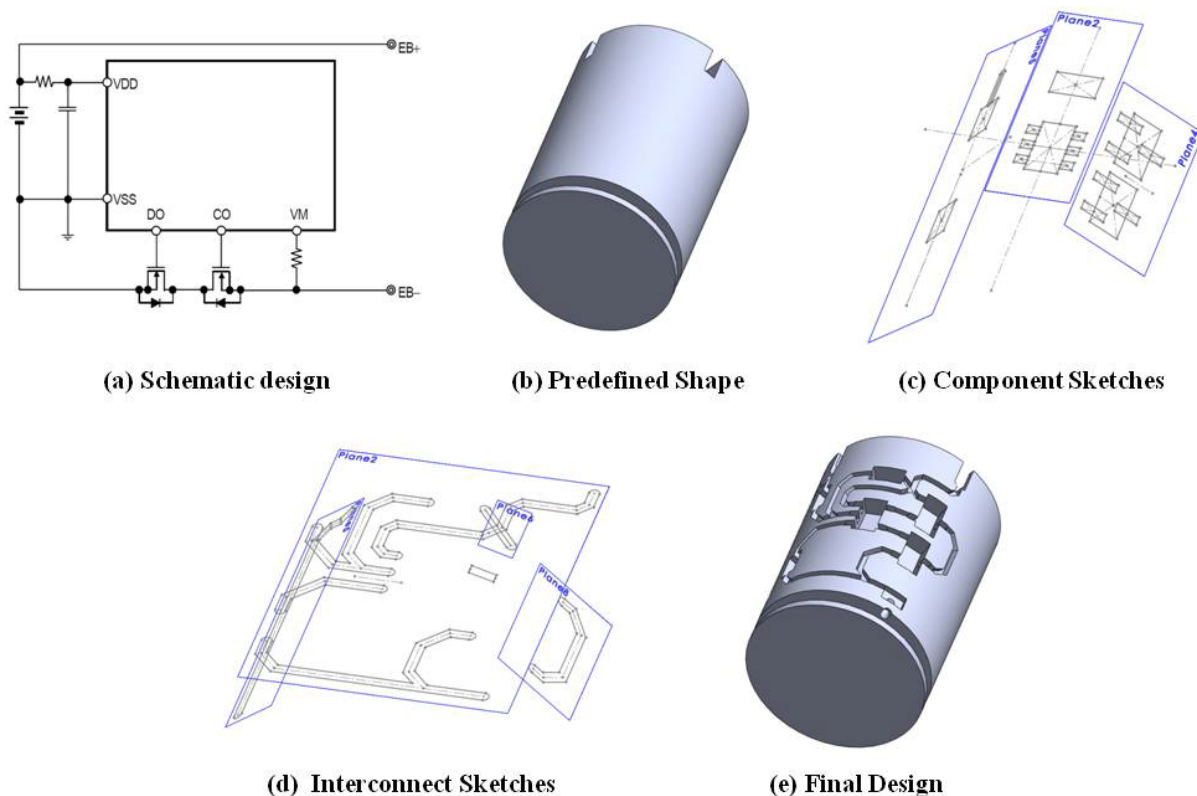 EB+
VDD
VSS
DO
CO
VM
EB−
(a) Schematic design
(b) Predefined Shape
Plane2
Plane4
(c) Component Sketches
Plane2
Plane6
(d) Interconnect Sketches
(e) Final Design